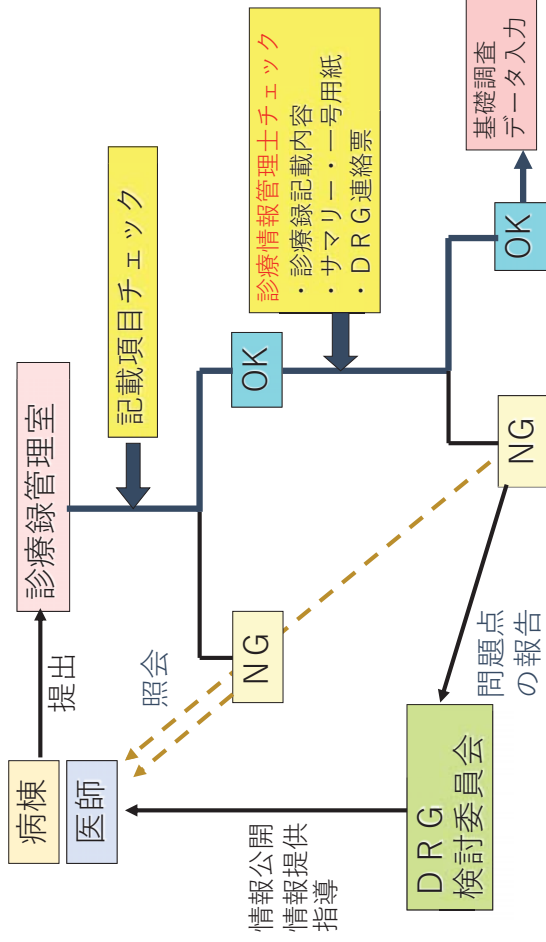 病棟
医師
提出
診療録管理室
記載項目チェック
照会
NG
OK
診療情報管理士チェック
・診療録記載内容
・サマリー・一号用紙
・ＤＲＧ連絡票
情報公開
情報提供
指導
ＤＲＧ
検討委員会
問題点
の報告
NG
OK
基礎調査
データ入力